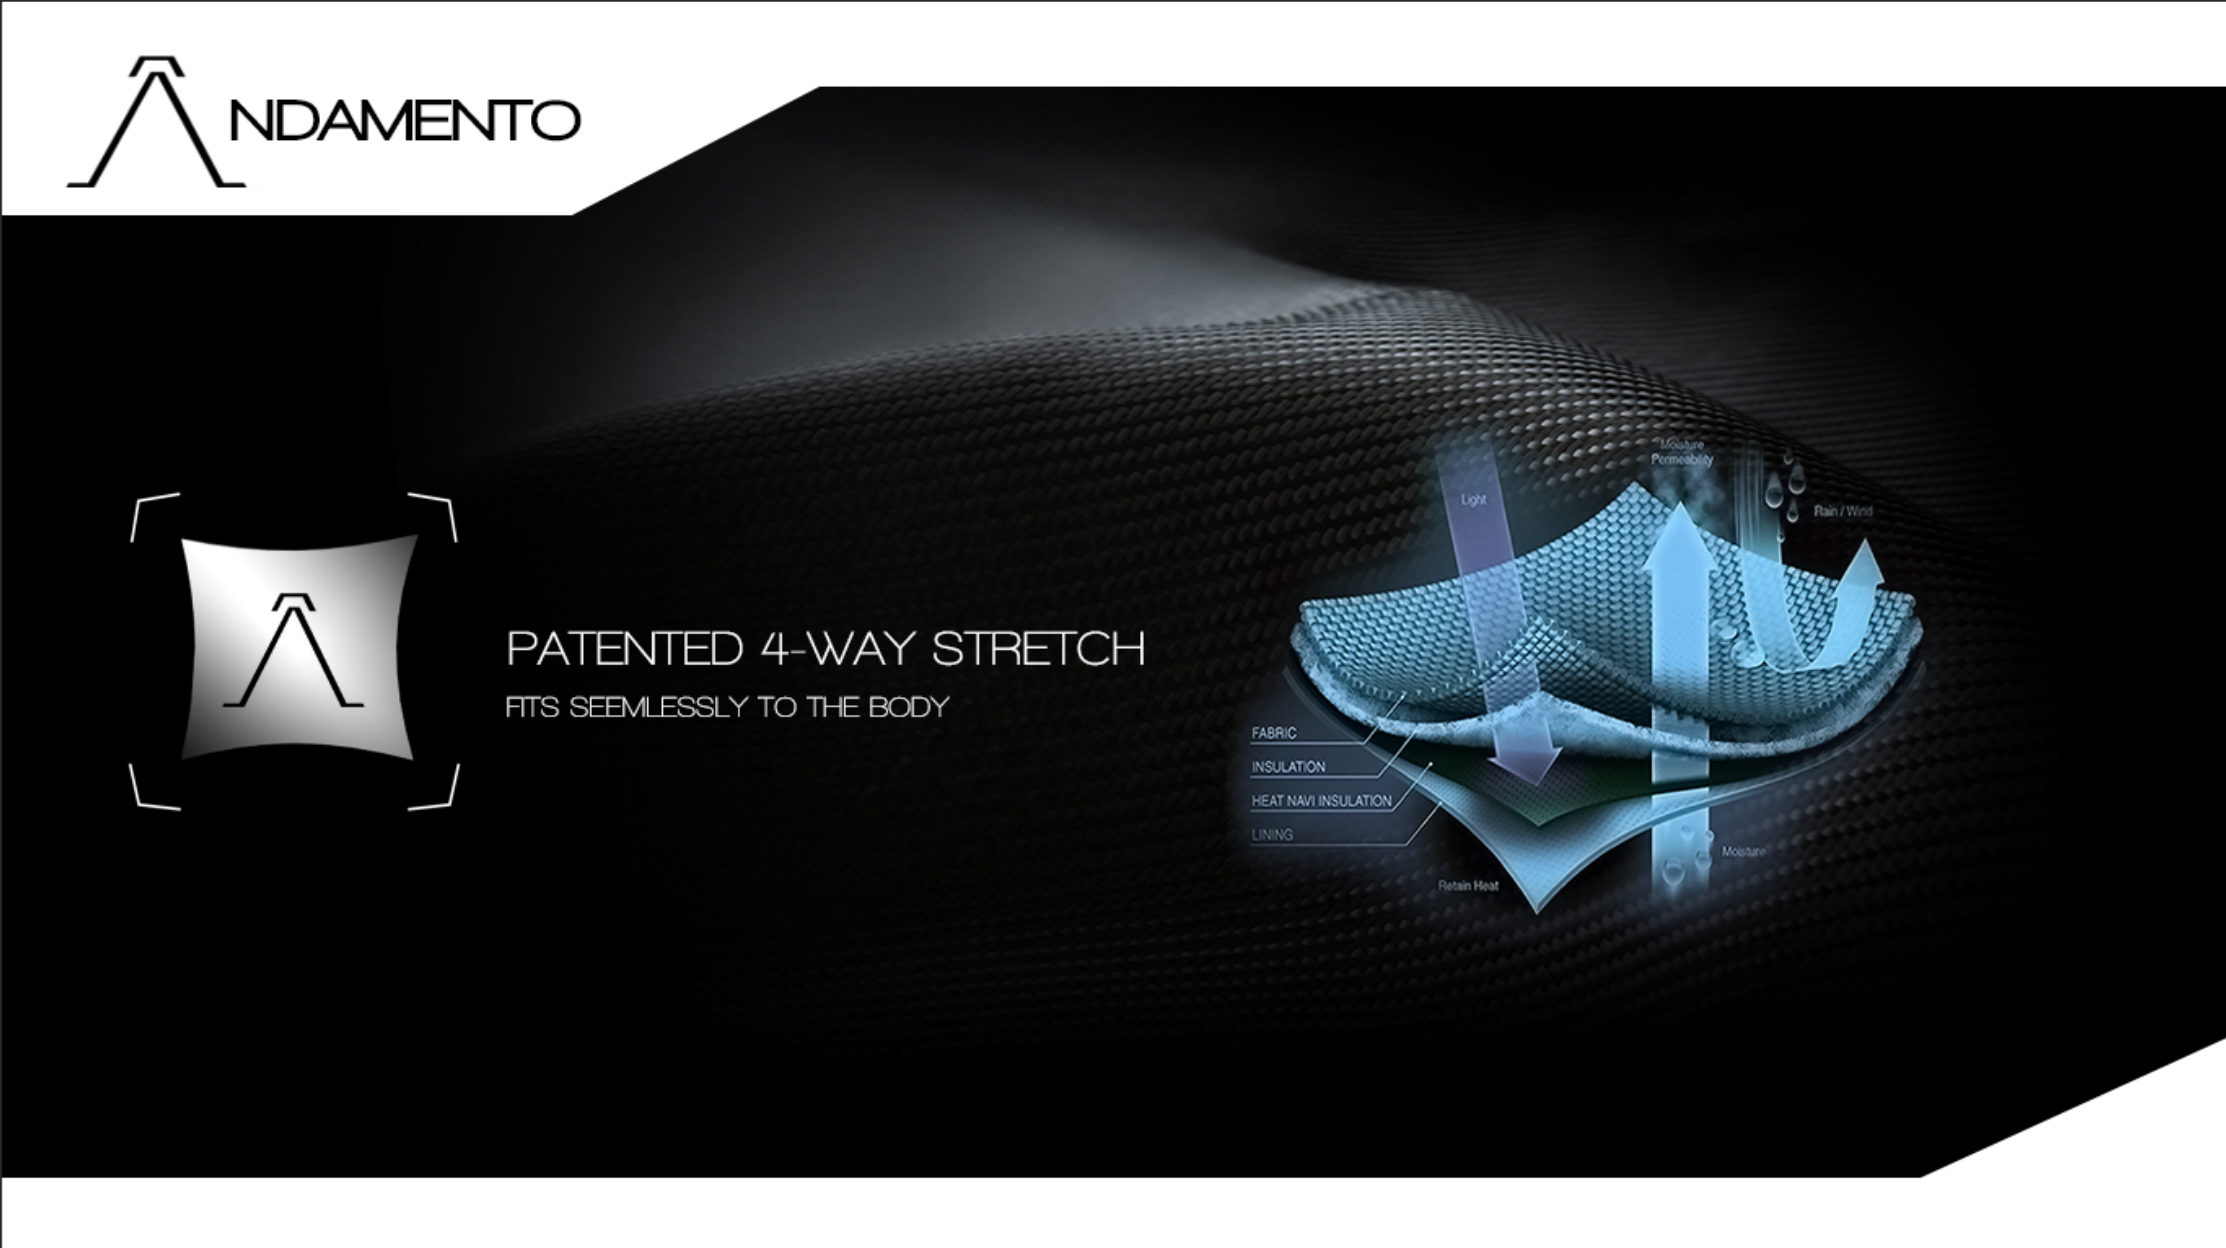 ÂNDAMENTO
PATENTED 4-WAY STRETCH
FITS SEEMLESSLY TO THE BODY
Light
Moisture
Permeability
Rain / Wind
FABRIC
INSULATION
HEAT NAVI INSULATION
LINING
Retain Heat
Moisture